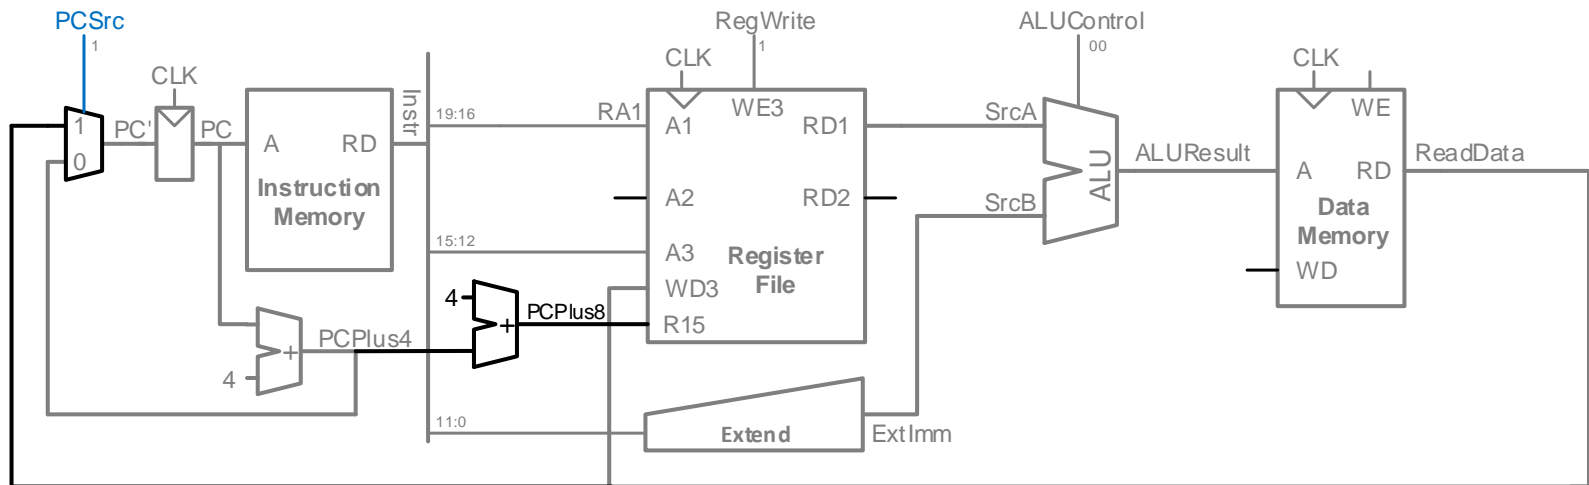 PCSrc
1
RegWrite
1
ALUControl
00
CLK
CLK
CLK
1
0
PC'
PC
A
RD
Instruction
Memory
Instr
19:16
RA1
A1
WE3
RD1
SrcA
A2
RD2
15:12
A3
WD3
R15
Register
File
SrcB
ALU
ALUResult
WE
A
RD
Data
Memory
WD
ReadData
4
+
PCPlus8
PCPlus4
+
4
11:0
Extend
ExtImm